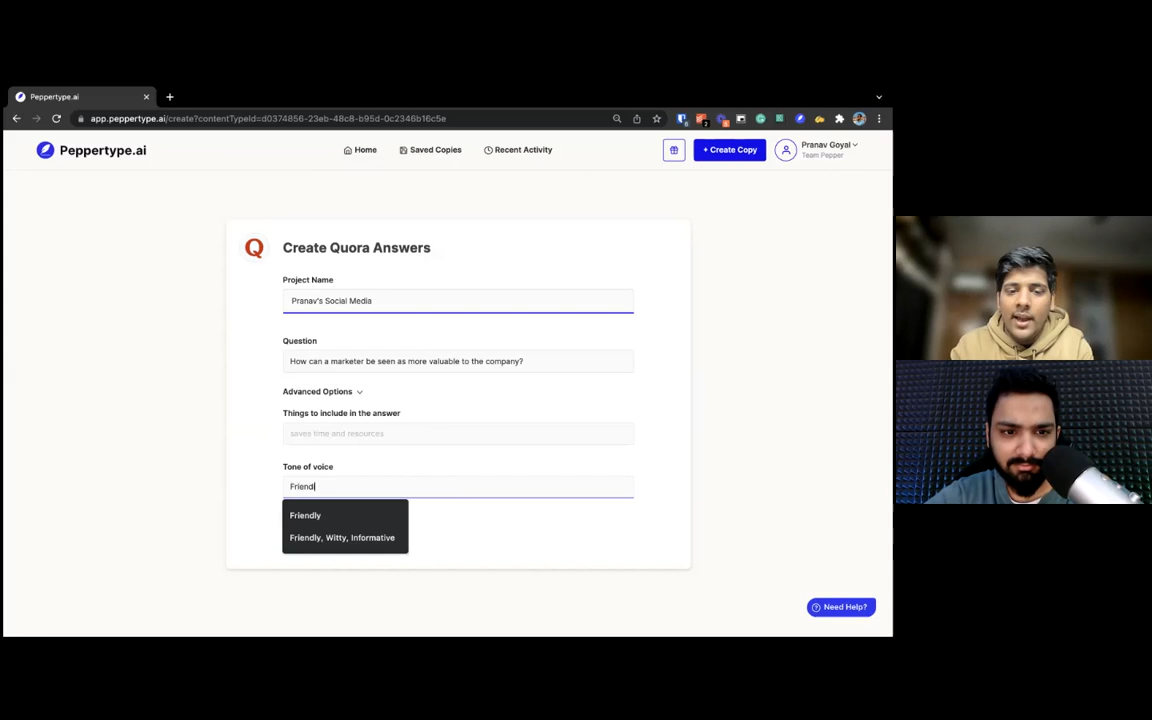 Peppertype.ai
app.peppertype.ai/create?contentTypeId=d0374856-23eb-48c8-b95d-0c2346b16c5e
Peppertype.ai
Home
Saved Copies
Recent Activity
+ Create Copy
Pranav Goyal
Team Pepper
Q
Create Quora Answers
Project Name
Pranav's Social Media
Question
How can a marketer be seen as more valuable to the company?
Advanced Options
Things to include in the answer
saves time and resources
Tone of voice
Friendl
Friendly
Friendly, Witty, Informative
Need Help?